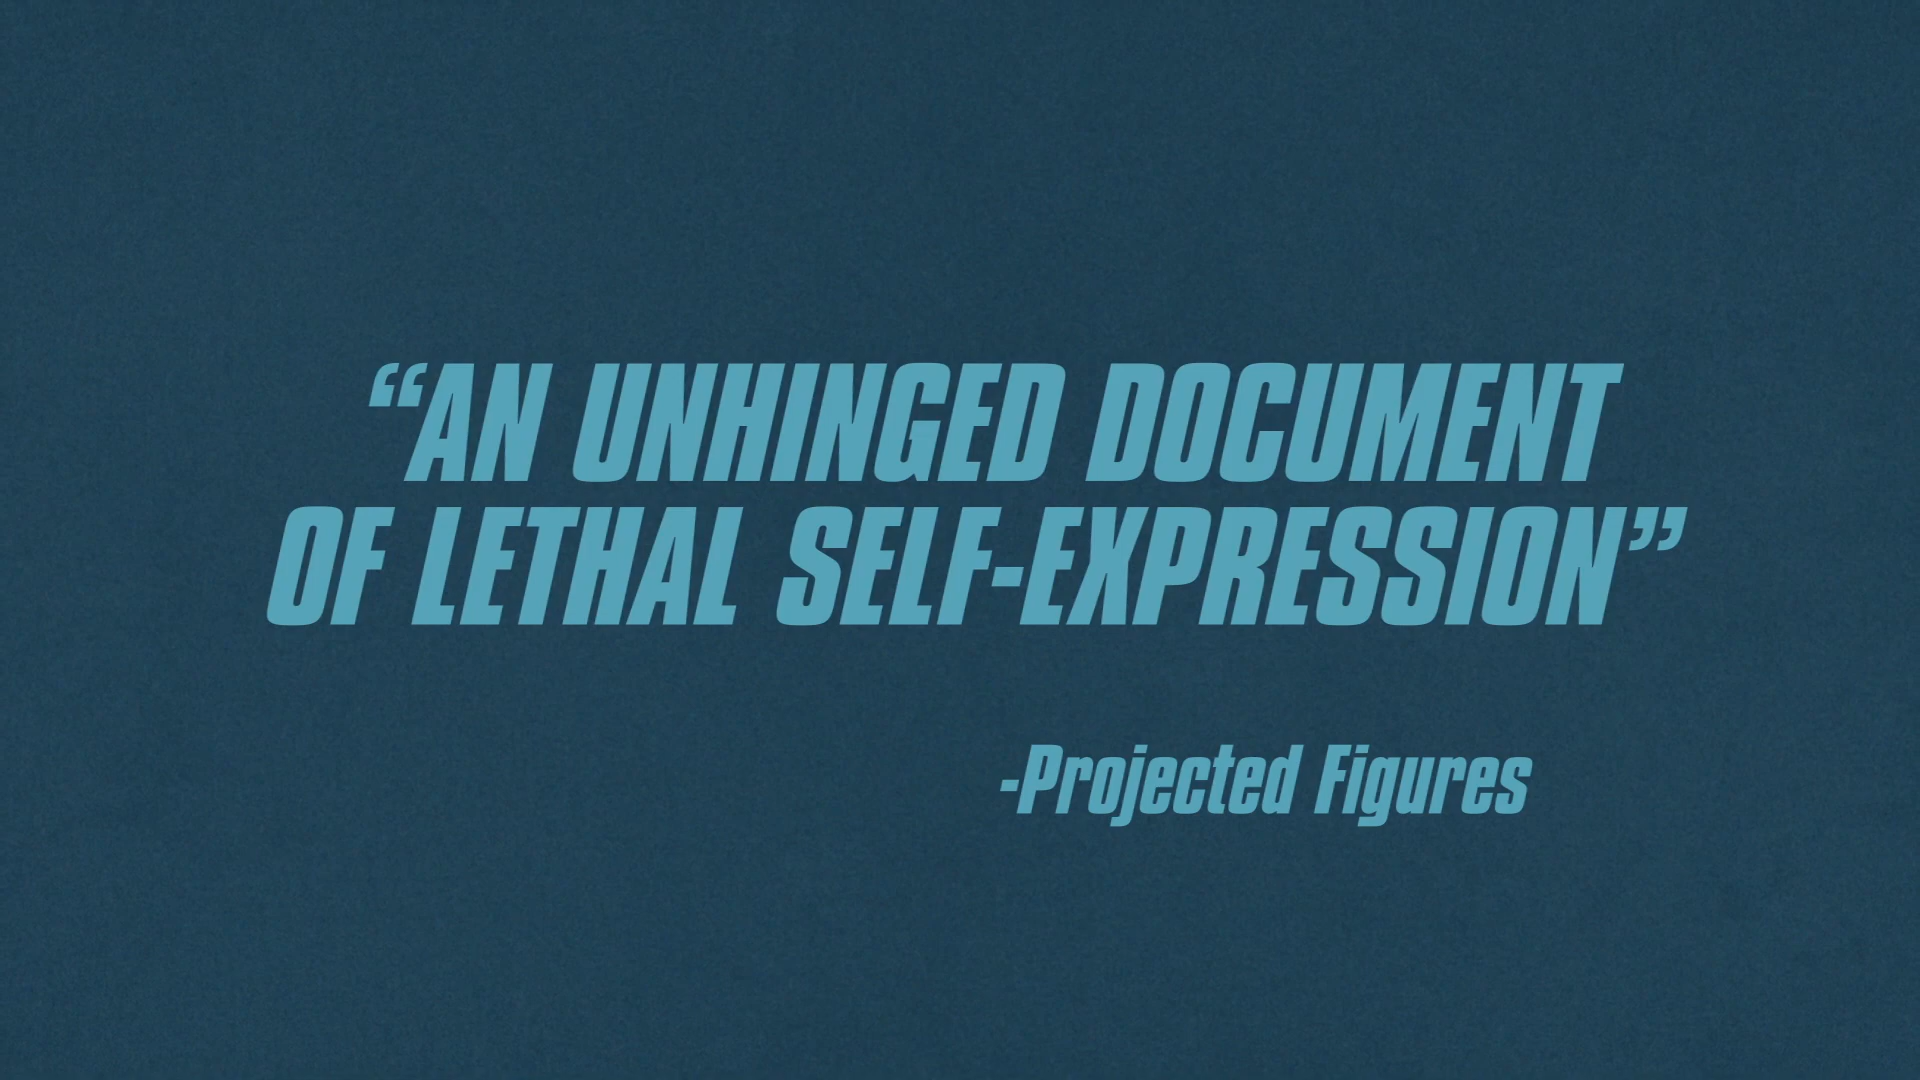 “AN UNHINGED DOCUMENT
OF LETHAL SELF-EXPRESSION”
-Projected Figures